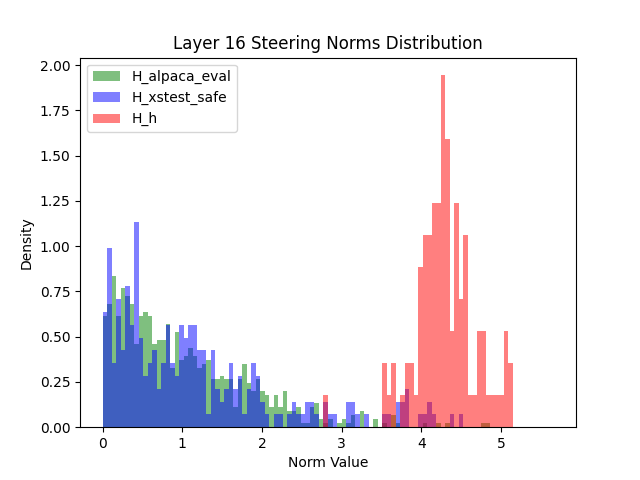 Layer 16 Steering Norms Distribution
H_alpaca_eval
H_xstest_safe
H_h
2.00
1.75
1.50
1.25
1.00
0.75
0.50
0.25
0.00
Density
0 1 2 3 4 5
Norm Value